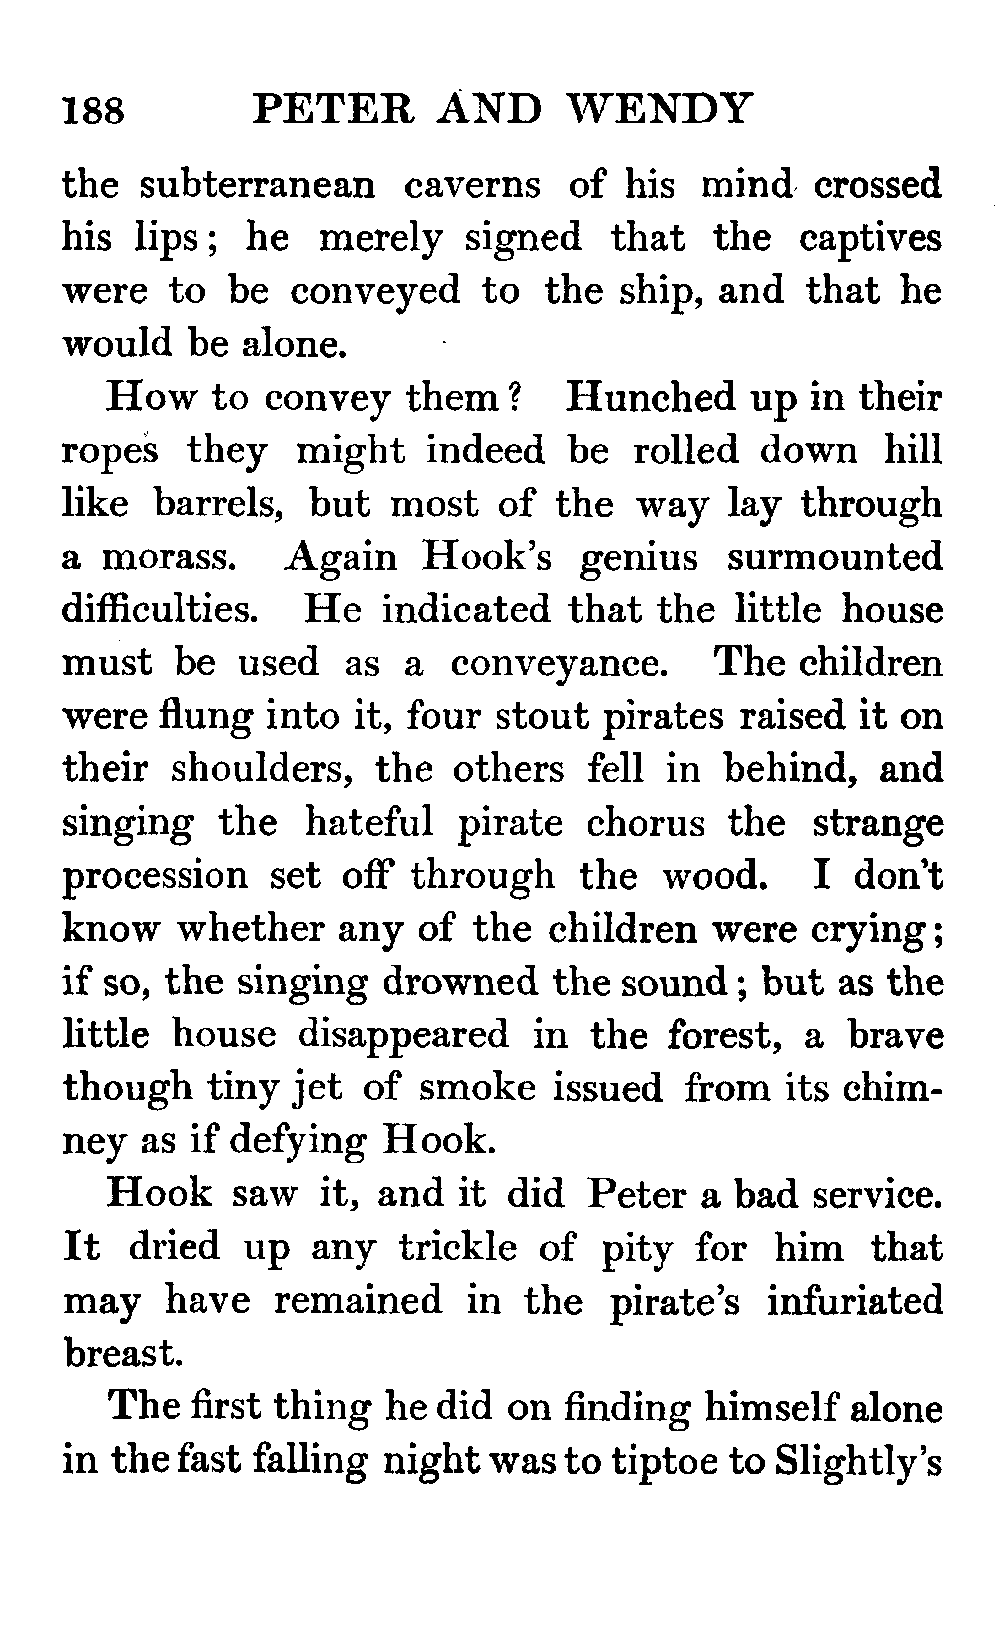 188 PETER AND WENDY
the subterranean caverns of his mind crossed
his lips; he merely signed that the captives
were to be conveyed to the ship, and that he
would be alone.
How to convey them? Hunched up in their
ropes they might indeed be rolled down hill
like barrels, but most of the way lay through
a morass. Again Hook's genius surmounted
difficulties. He indicated that the little house
must be used as a conveyance. The children
were flung into it, four stout pirates raised it on
their shoulders, the others fell in behind, and
singing the hateful pirate chorus the strange
procession set off through the wood. I don't
know whether any of the children were crying;
if so, the singing drowned the sound; but as the
little house disappeared in the forest, a brave
though tiny jet of smoke issued from its chim-
ney as if defying Hook.
Hook saw it, and it did Peter a bad service.
It dried up any trickle of pity for him that
may have remained in the pirate's infuriated
breast.
The first thing he did on finding himself alone
in the fast falling night was to tiptoe to Slightly's